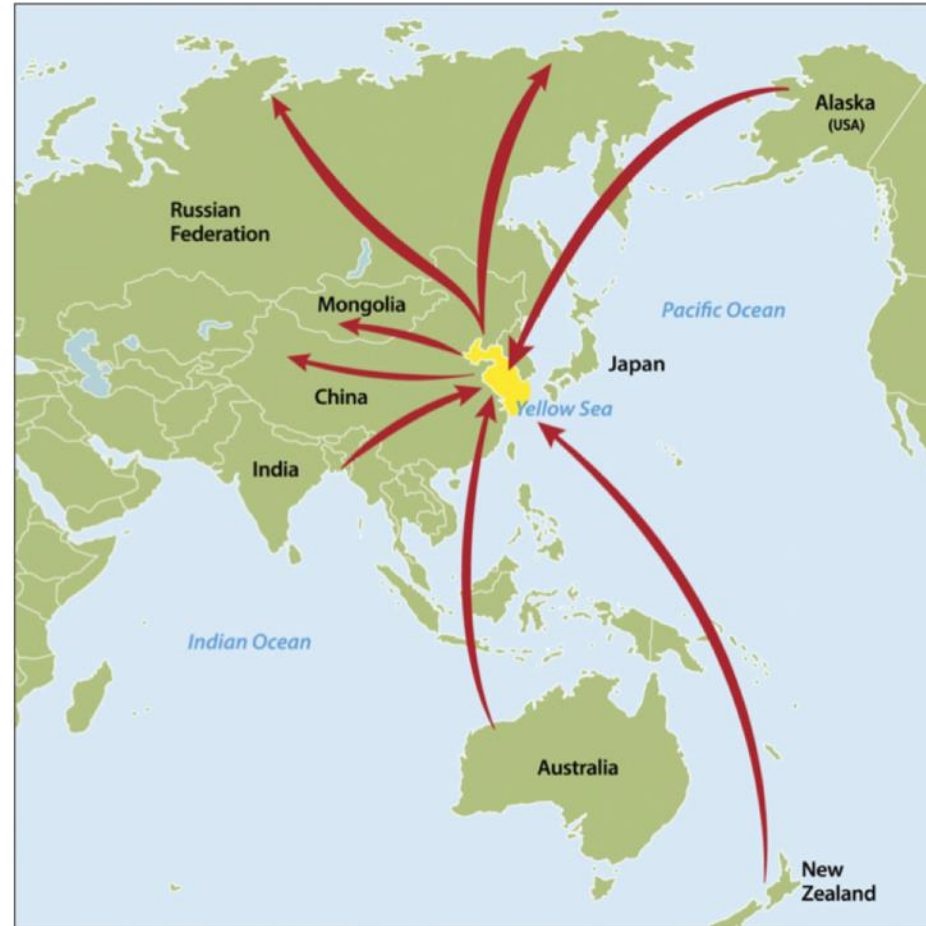 Alaska
(USA)
Russian
Federation
Mongolia
Pacific Ocean
Japan
China
Yellow Sea
India
Indian Ocean
Australia
New
Zealand